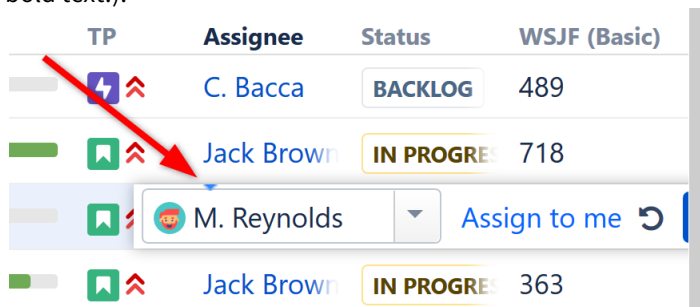 bold text.).
TP Assignee Status WSJF (Basic)
C. Bacca BACKLOG 489
Jack Brown IN PROGRES 718
M. Reynolds Assign to me
Jack Brown IN PROGRE 363